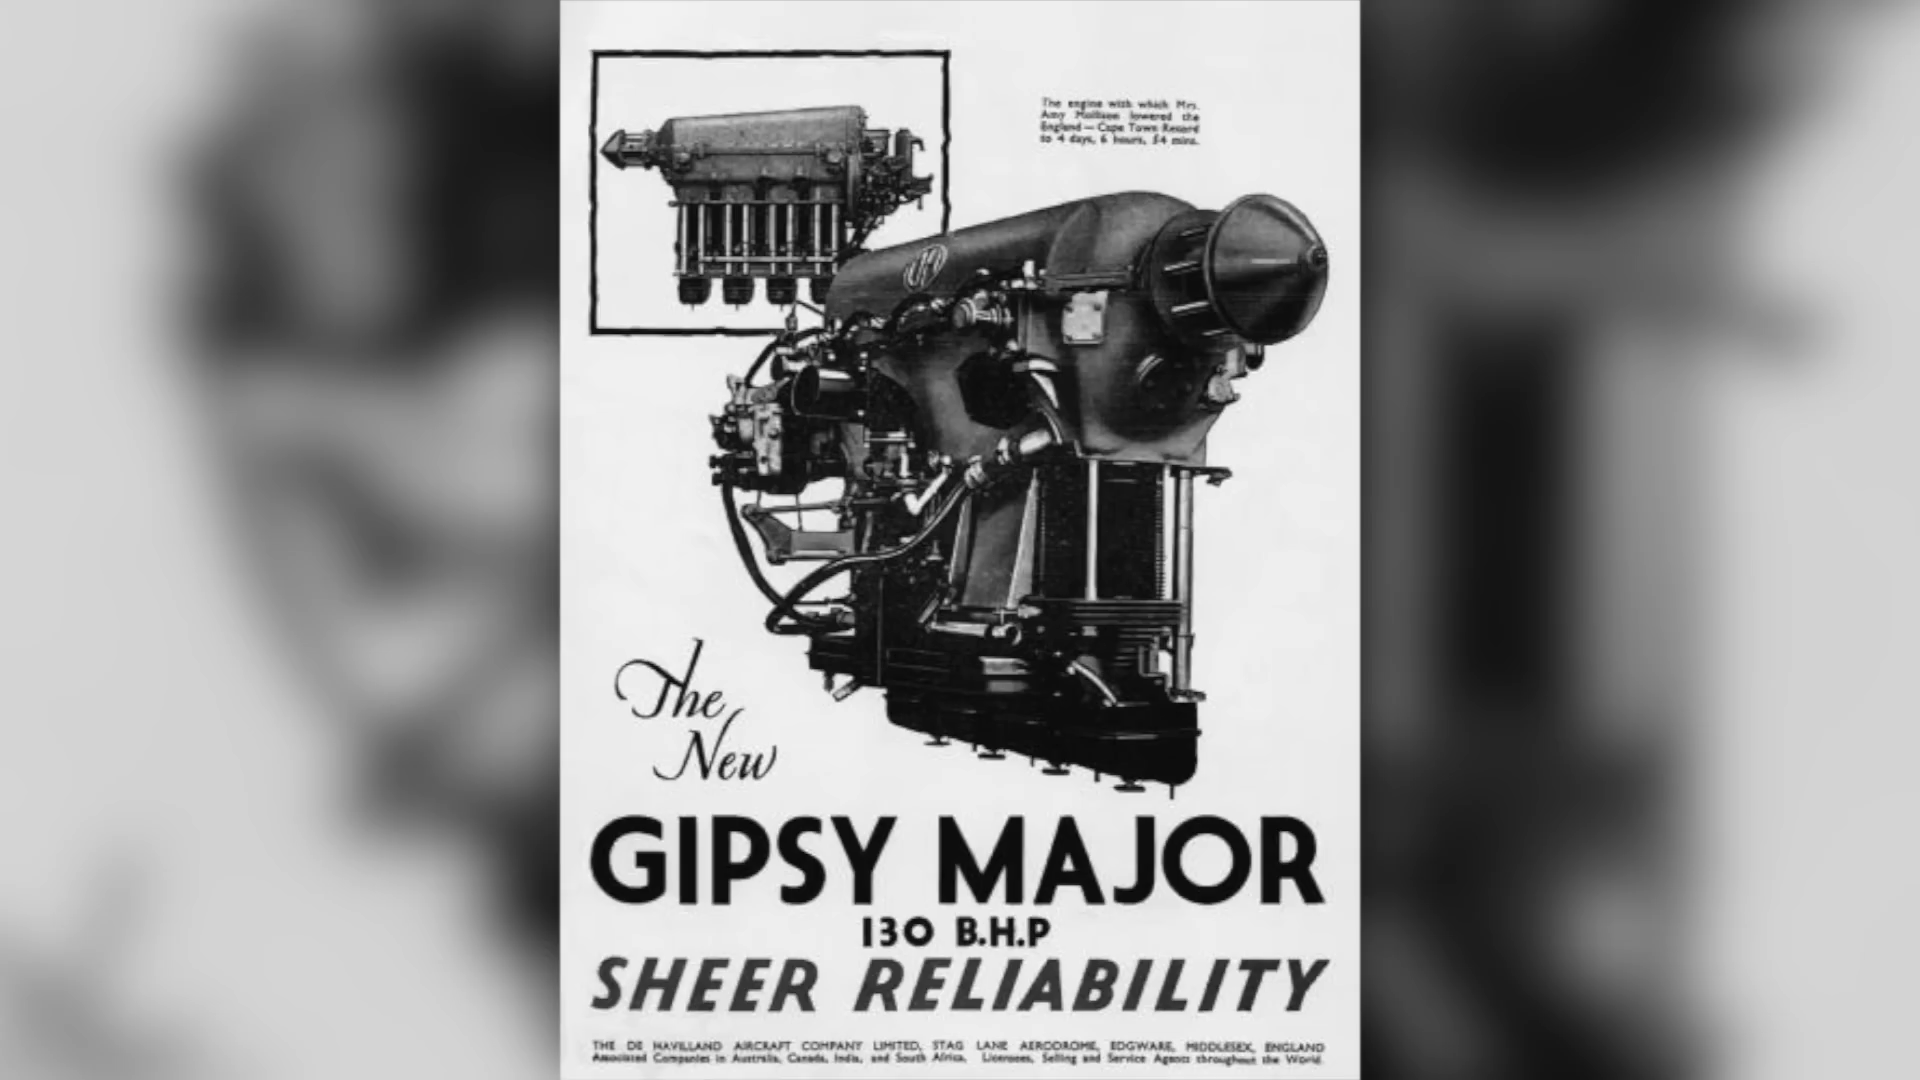 The engine with which Mrs.
Amy Mollison lowered the
England — Cape Town Record
to 4 days, 6 hours, 54 mins.
DH
The
New
GIPSY MAJOR
130 B.H.P
SHEER RELIABILITY
THE DE HAVILLAND AIRCRAFT COMPANY LIMITED, STAG LANE AERODROME, EDGWARE, MIDDLESEX, ENGLAND
Associated Companies in Australia, Canada, India, and South Africa. Licensees, Selling and Service Agents throughout the World.